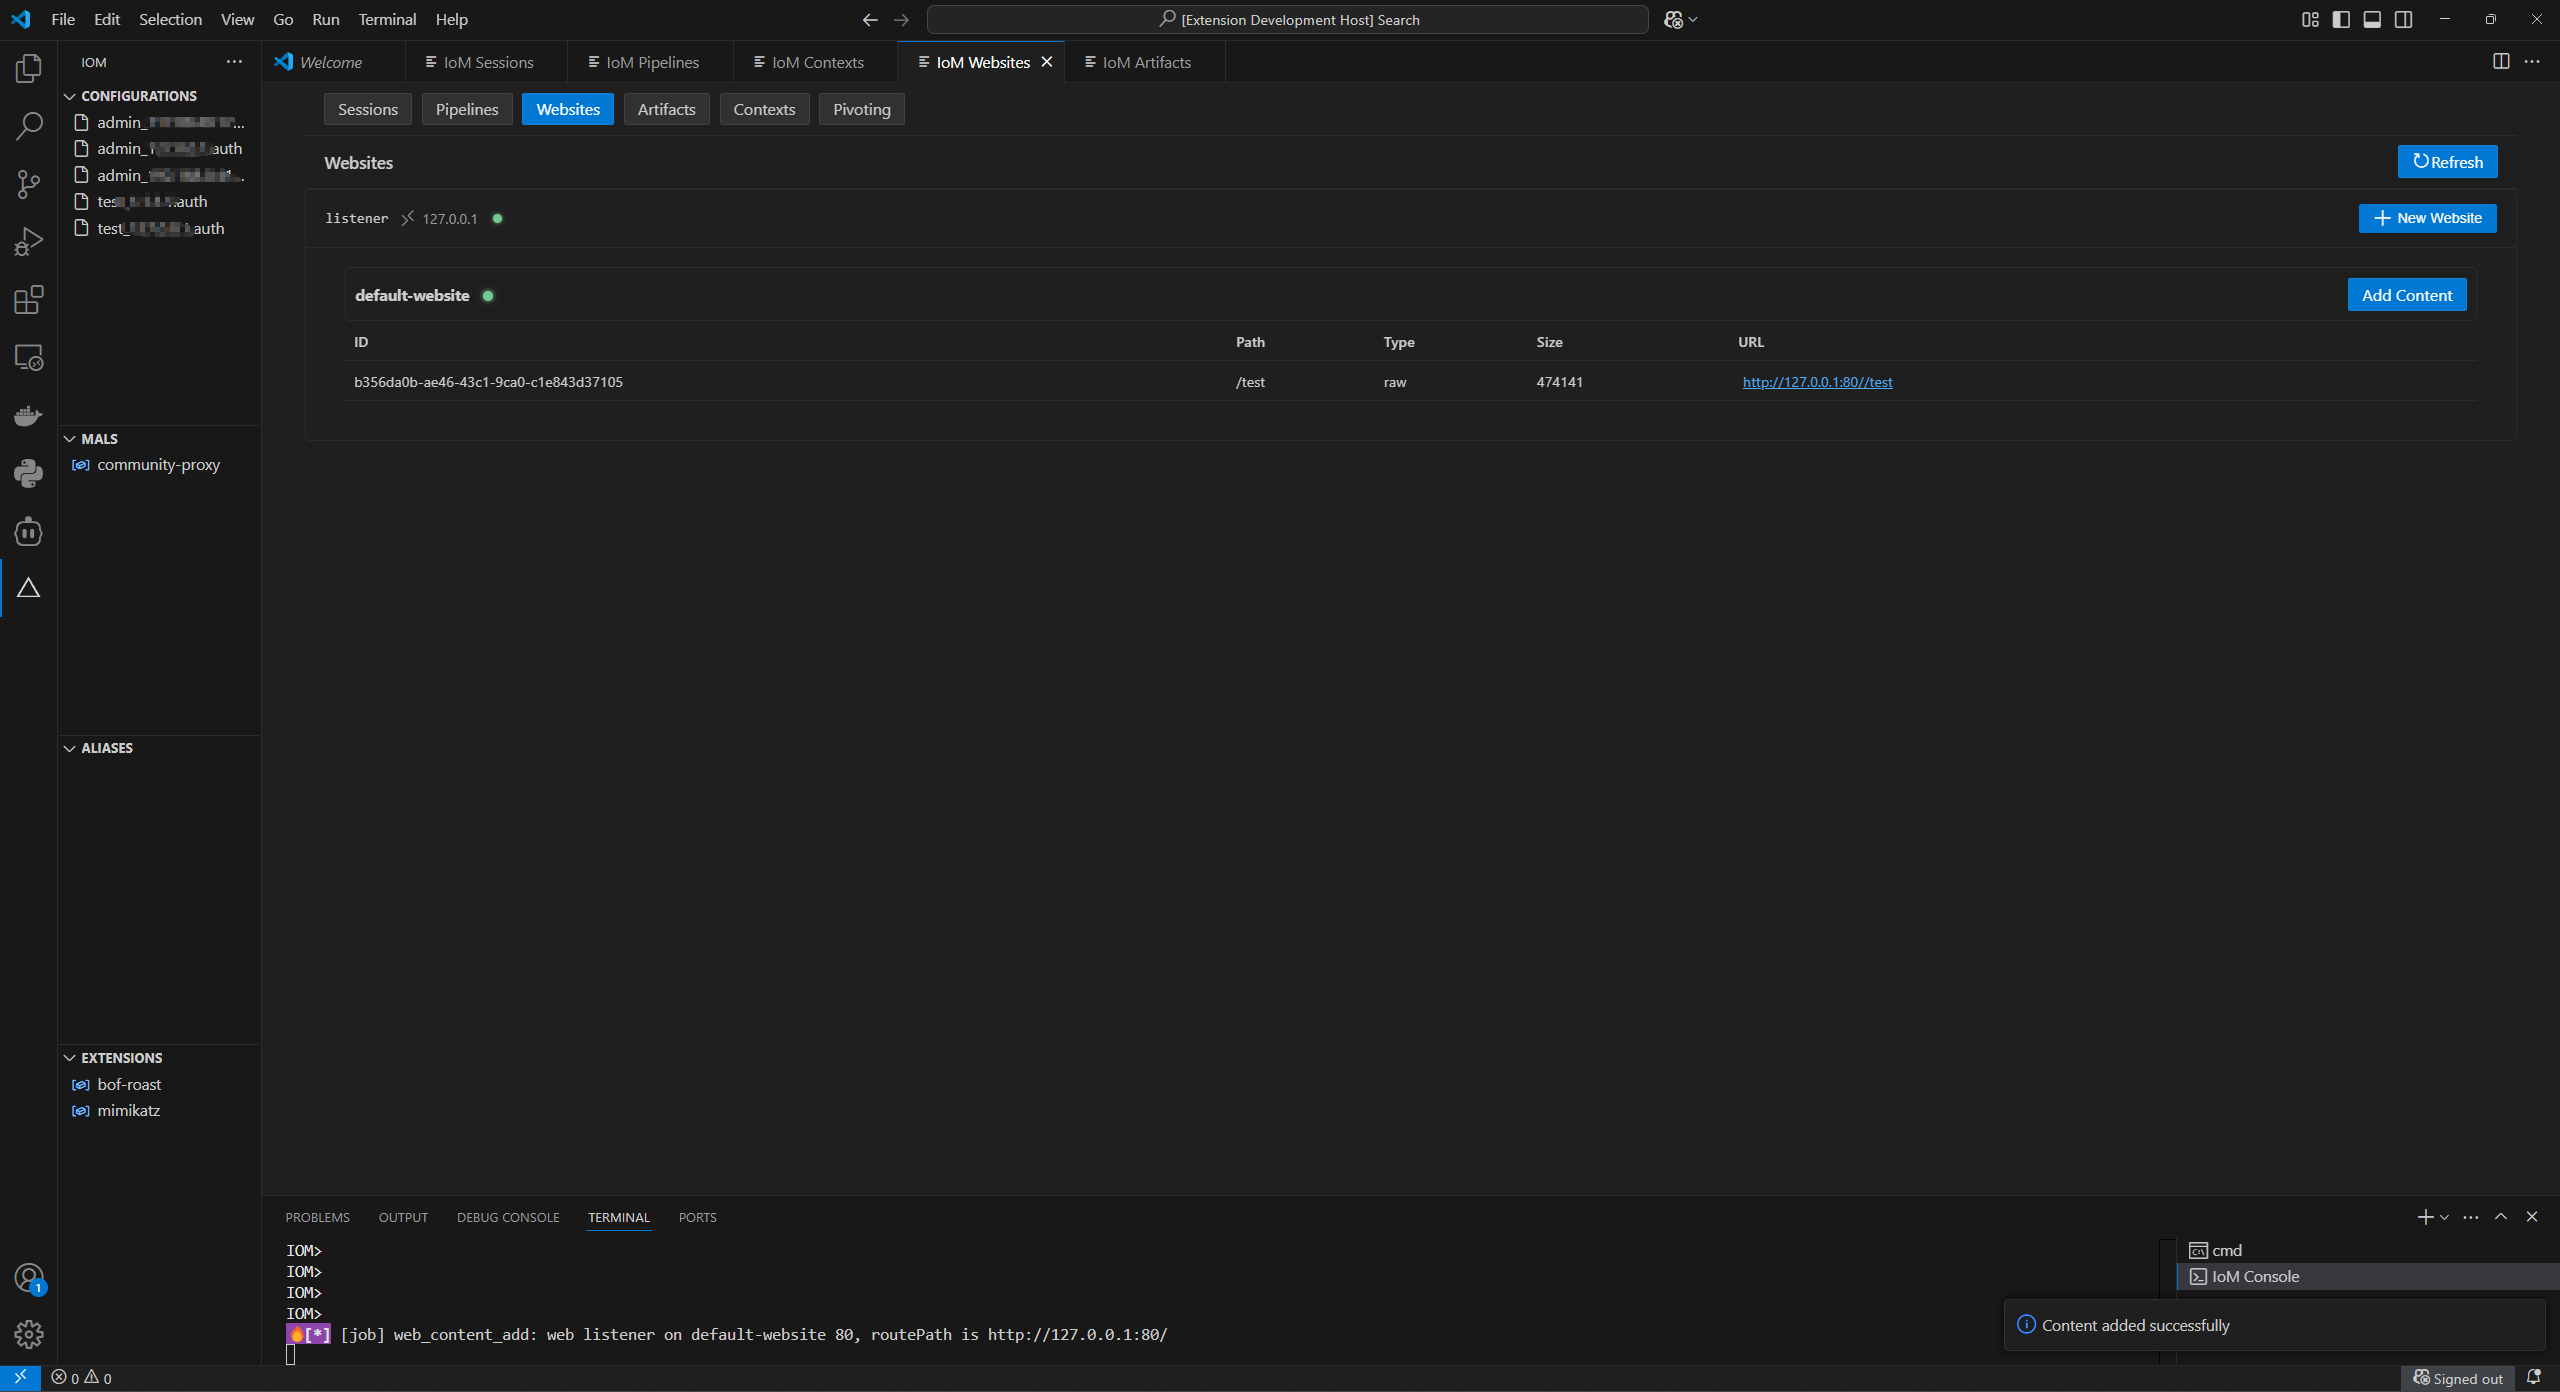 File Edit Selection View Go Run Terminal Help
[Extension Development Host] Search
IOM
Welcome
IoM Sessions
IoM Pipelines
IoM Contexts
IoM Websites
IoM Artifacts
CONFIGURATIONS
admin_ ...
admin_ auth
admin_ ...
tes .auth
test_ auth
MALS
community-proxy
ALIASES
EXTENSIONS
bof-roast
mimikatz
Sessions Pipelines Websites Artifacts Contexts Pivoting
Websites
Refresh
listener 127.0.0.1
New Website
default-website
Add Content
ID Path Type Size URL
b356da0b-ae46-43c1-9ca0-c1e843d37105 /test raw 474141 http://127.0.0.1:80//test
PROBLEMS OUTPUT DEBUG CONSOLE TERMINAL PORTS
IOM>
IOM>
IOM>
IOM>
[*] [job] web_content_add: web listener on default-website 80, routePath is http://127.0.0.1:80/
cmd
IoM Console
Content added successfully
1
0 0
Signed out